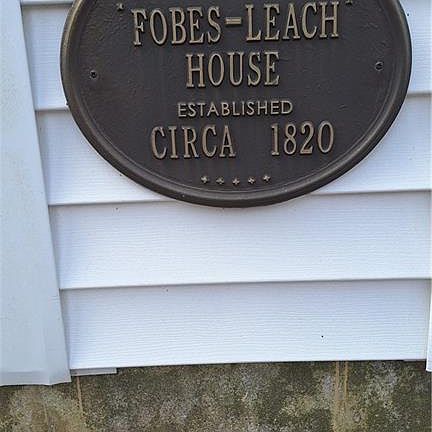 FOBES-LEACH
HOUSE
ESTABLISHED
CIRCA 1820